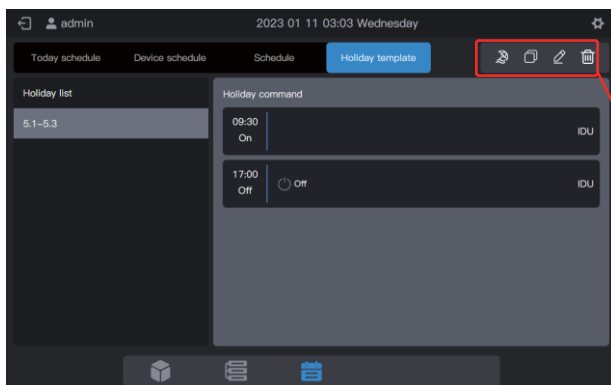 admin 2023 01 11 03:03 Wednesday
Today schedule Device schedule Schedule Holiday template
Holiday list
5.1~5.3
Holiday command
09:30
On
IDU
17:00
Off
Off
IDU